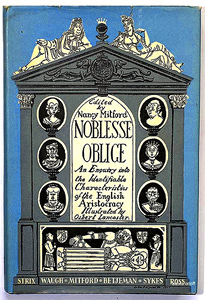 Edited
by
Nancy Mitford
NOBLESSE
OBLIGE
An Enquiry into
the Identifiable
Characteristics
of the English
Aristocracy
Illustrated by
Osbert Lancaster
STRIX WAUGH · MITFORD · BETJEMAN · SYKES ROSS